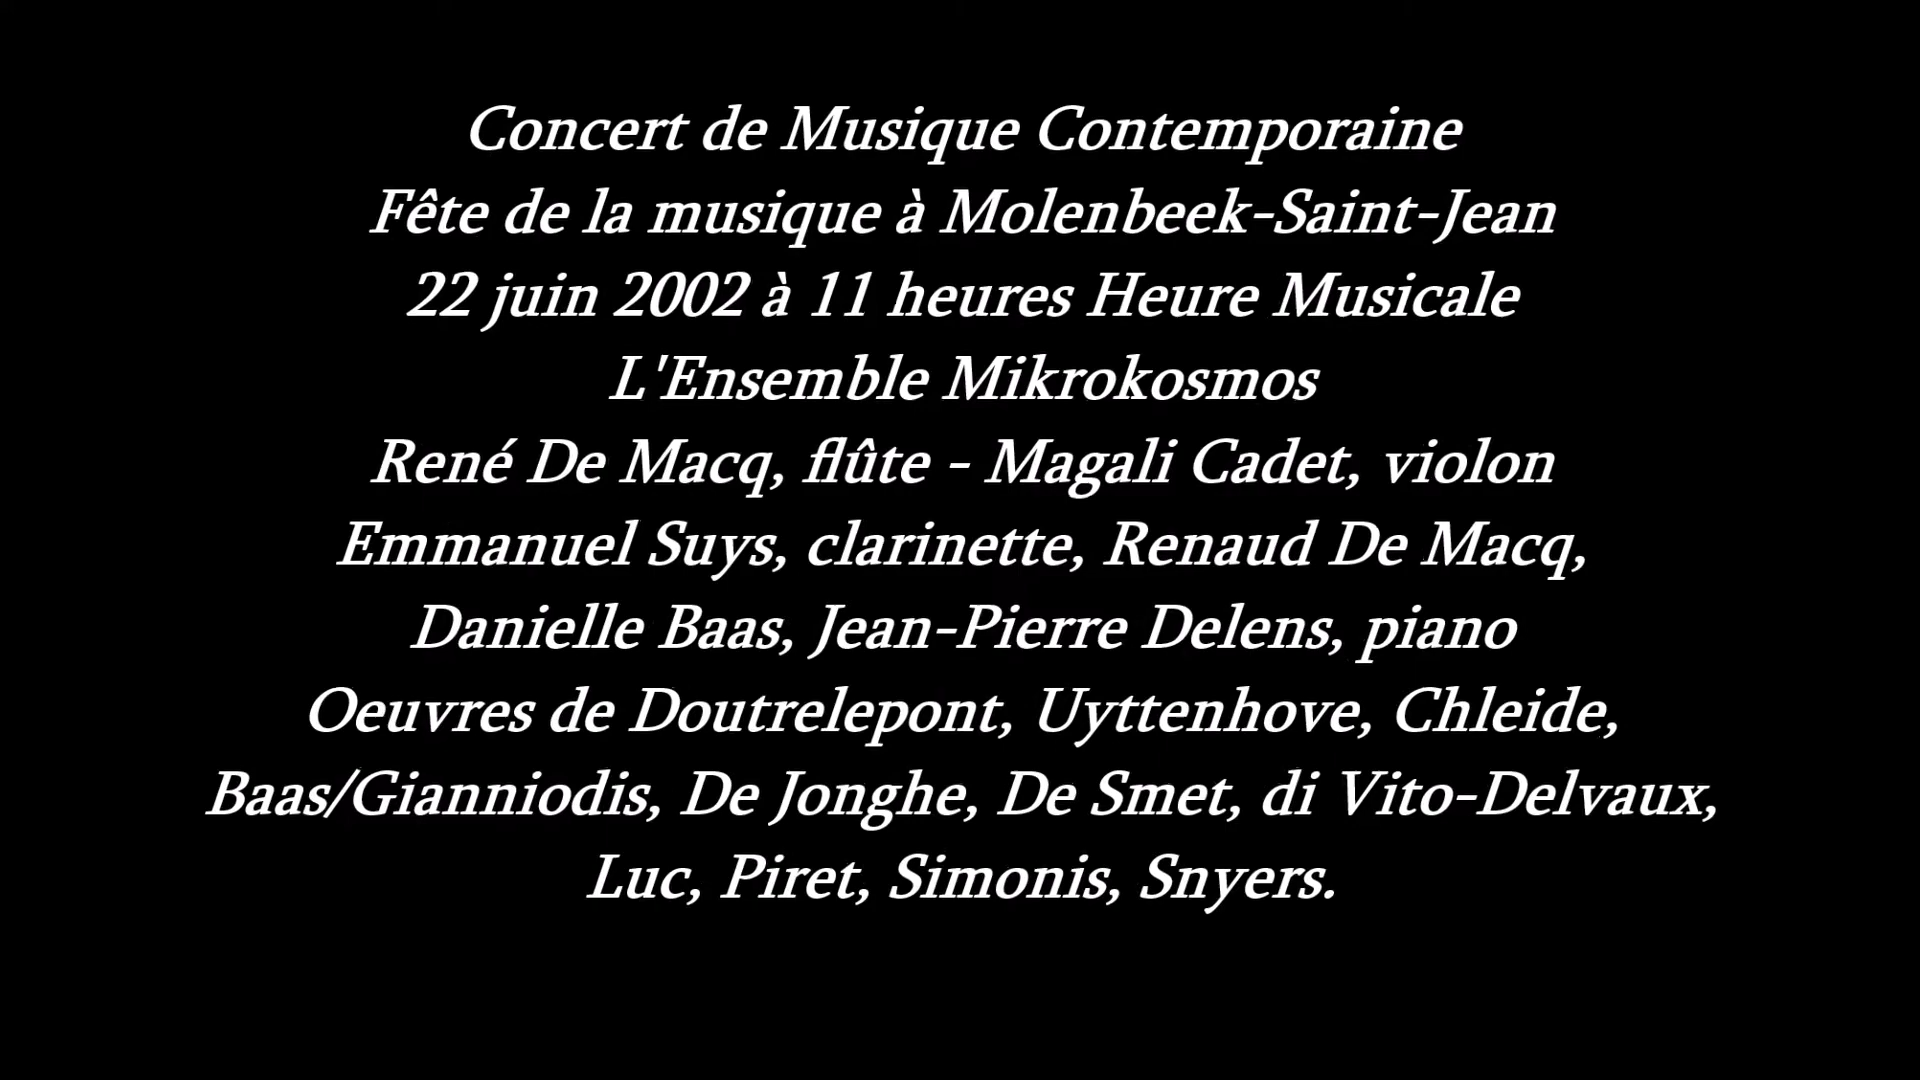 Concert de Musique Contemporaine
Fête de la musique à Molenbeek-Saint-Jean
22 juin 2002 à 11 heures Heure Musicale
L'Ensemble Mikrokosmos
René De Macq, flûte - Magali Cadet, violon
Emmanuel Suys, clarinette, Renaud De Macq,
Danielle Baas, Jean-Pierre Delens, piano
Oeuvres de Doutrelepont, Uyttenhove, Chleide,
Baas/Gianniodis, De Jonghe, De Smet, di Vito-Delvaux,
Luc, Piret, Simonis, Snyers.